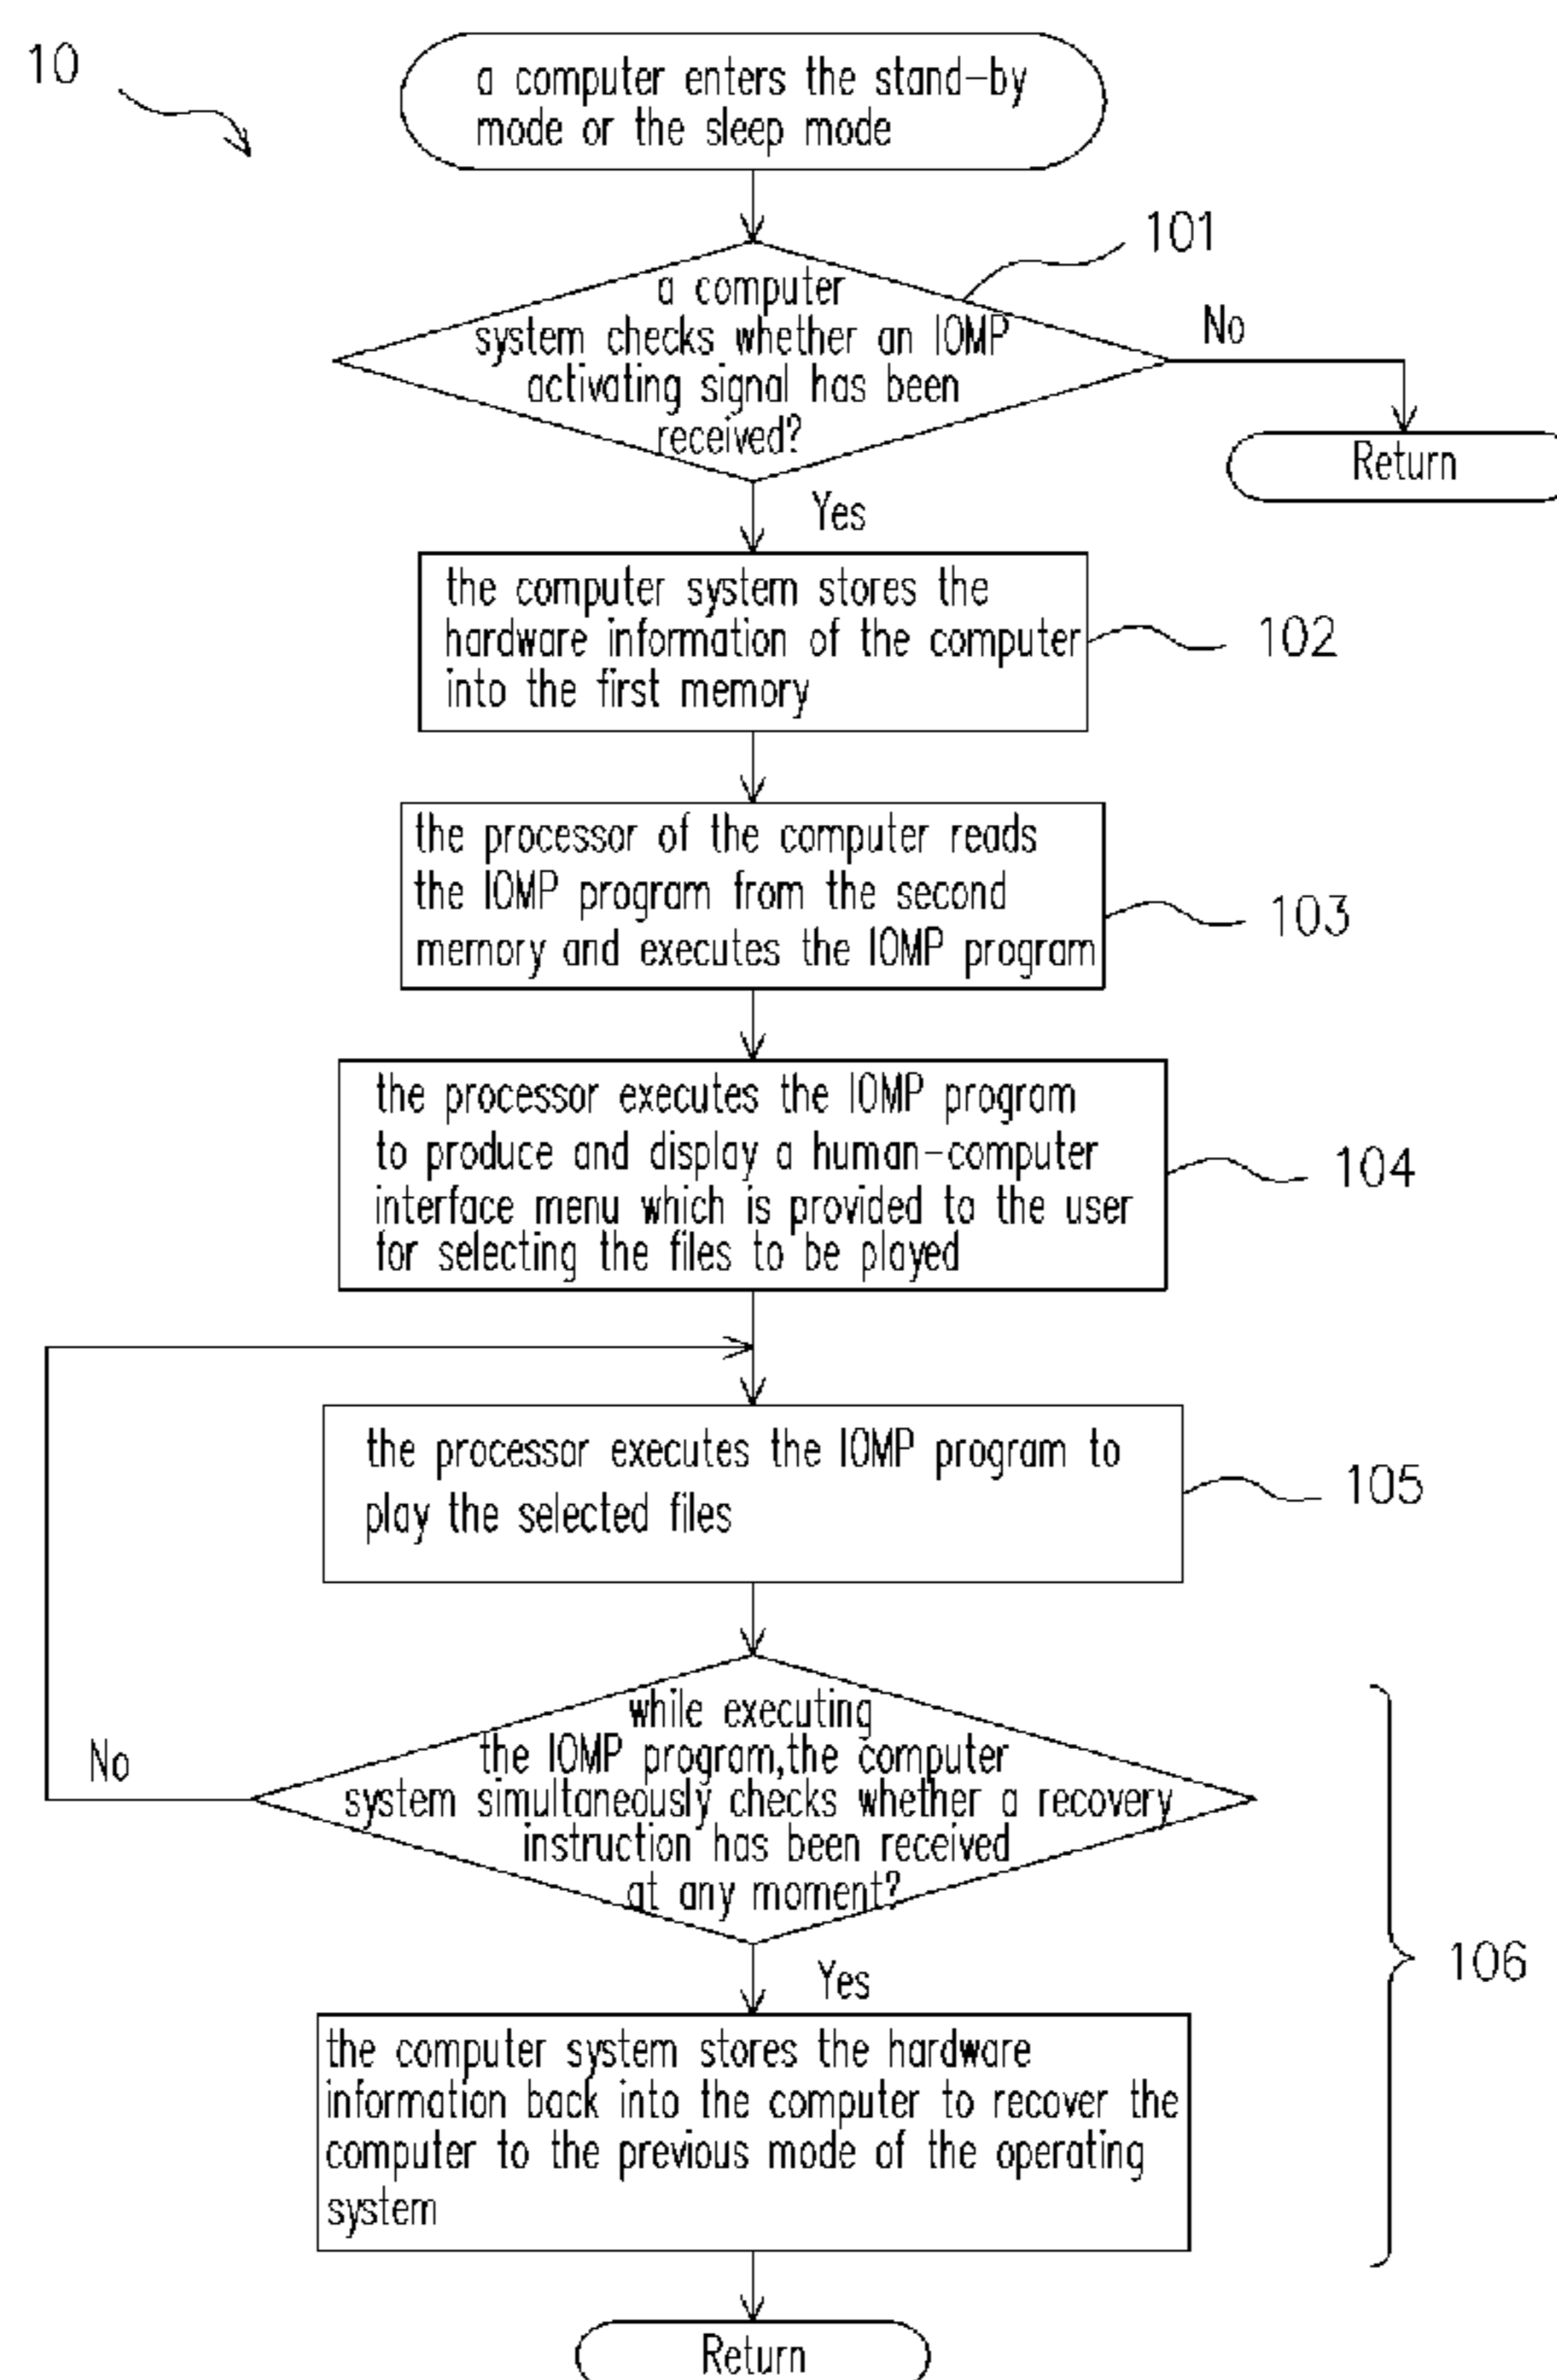 10
a computer enters the stand-by
mode or the sleep mode
101
a computer
system checks whether an IOMP
activating signal has been
received?
No
Return
Yes
the computer system stores the
hardware information of the computer
into the first memory
102
the processor of the computer reads
the IOMP program from the second
memory and executes the IOMP program
103
the processor executes the IOMP program
to produce and display a human-computer
interface menu which is provided to the user
for selecting the files to be played
104
the processor executes the IOMP program to
play the selected files
105
while executing
the IOMP program,the computer
system simultaneously checks whether a recovery
instruction has been received
at any moment?
No
Yes
106
the computer system stores the hardware
information back into the computer to recover the
computer to the previous mode of the operating
system
Return